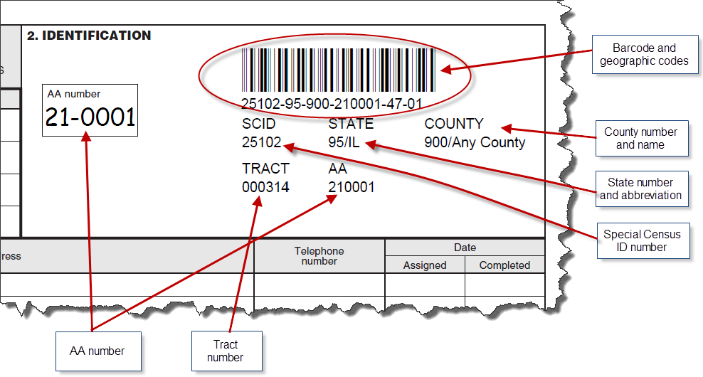 2. IDENTIFICATION
Barcode and
geographic codes
AA number
21-0001
25102-95-900-210001-47-01
SCID STATE COUNTY
25102 95/IL 900/Any County
County number
and name
TRACT AA
000314 210001
State number
and abbreviation
Special Census
ID number
ress
Telephone
number
Date
Assigned Completed
AA number
Tract
number